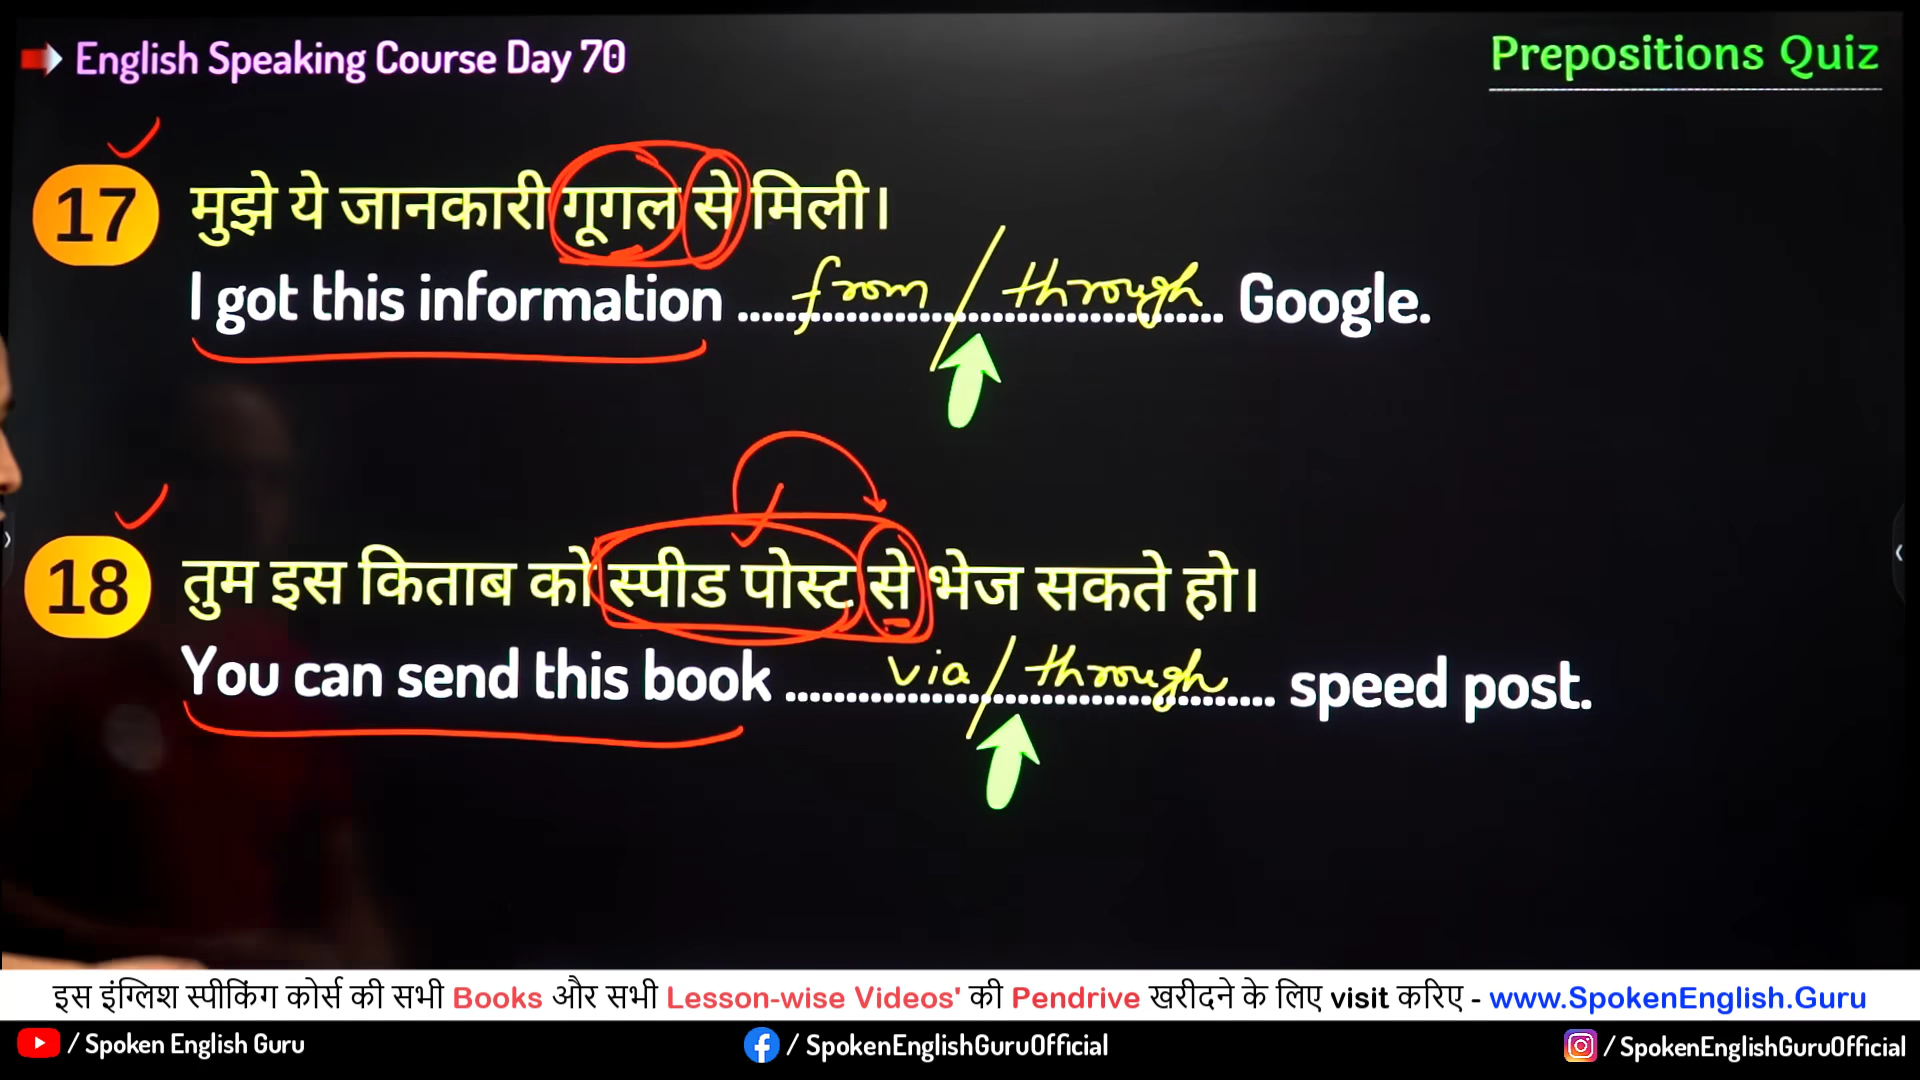 English Speaking Course Day 70
Prepositions Quiz
17 मुझे ये जानकारी गूगल से मिली।
I got this information ........ from / through ........ Google.
18 तुम इस किताब को स्पीड पोस्ट से भेज सकते हो।
You can send this book ........ via / through ........ speed post.
इस इंग्लिश स्पीकिंग कोर्स की सभी Books और सभी Lesson-wise Videos' की Pendrive खरीदने के लिए visit करिए - www.SpokenEnglish.Guru
/ Spoken English Guru
/ SpokenEnglishGuruOfficial
/ SpokenEnglishGuruOfficial